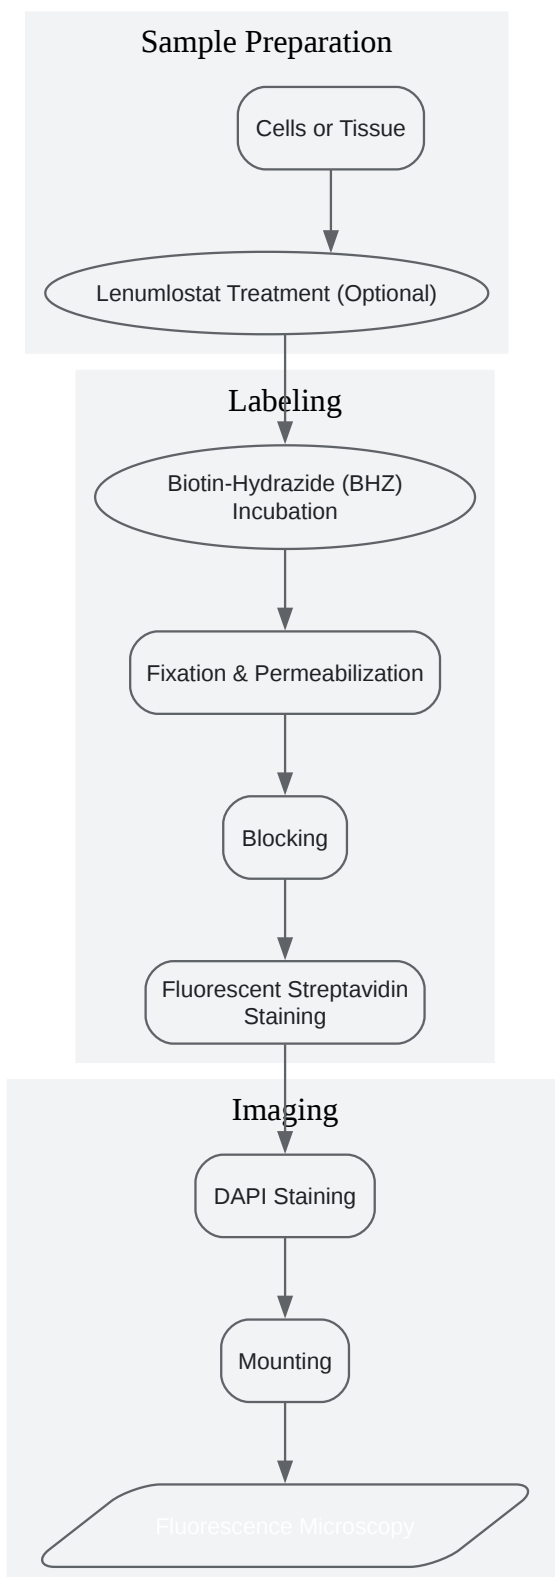 Sample Preparation
Cells or Tissue
Lenumlostat Treatment (Optional)
Labeling
Biotin-Hydrazide (BHZ)
Incubation
Fixation & Permeabilization
Blocking
Fluorescent Streptavidin
Staining
Imaging
DAPI Staining
Mounting
Fluorescence Microscopy